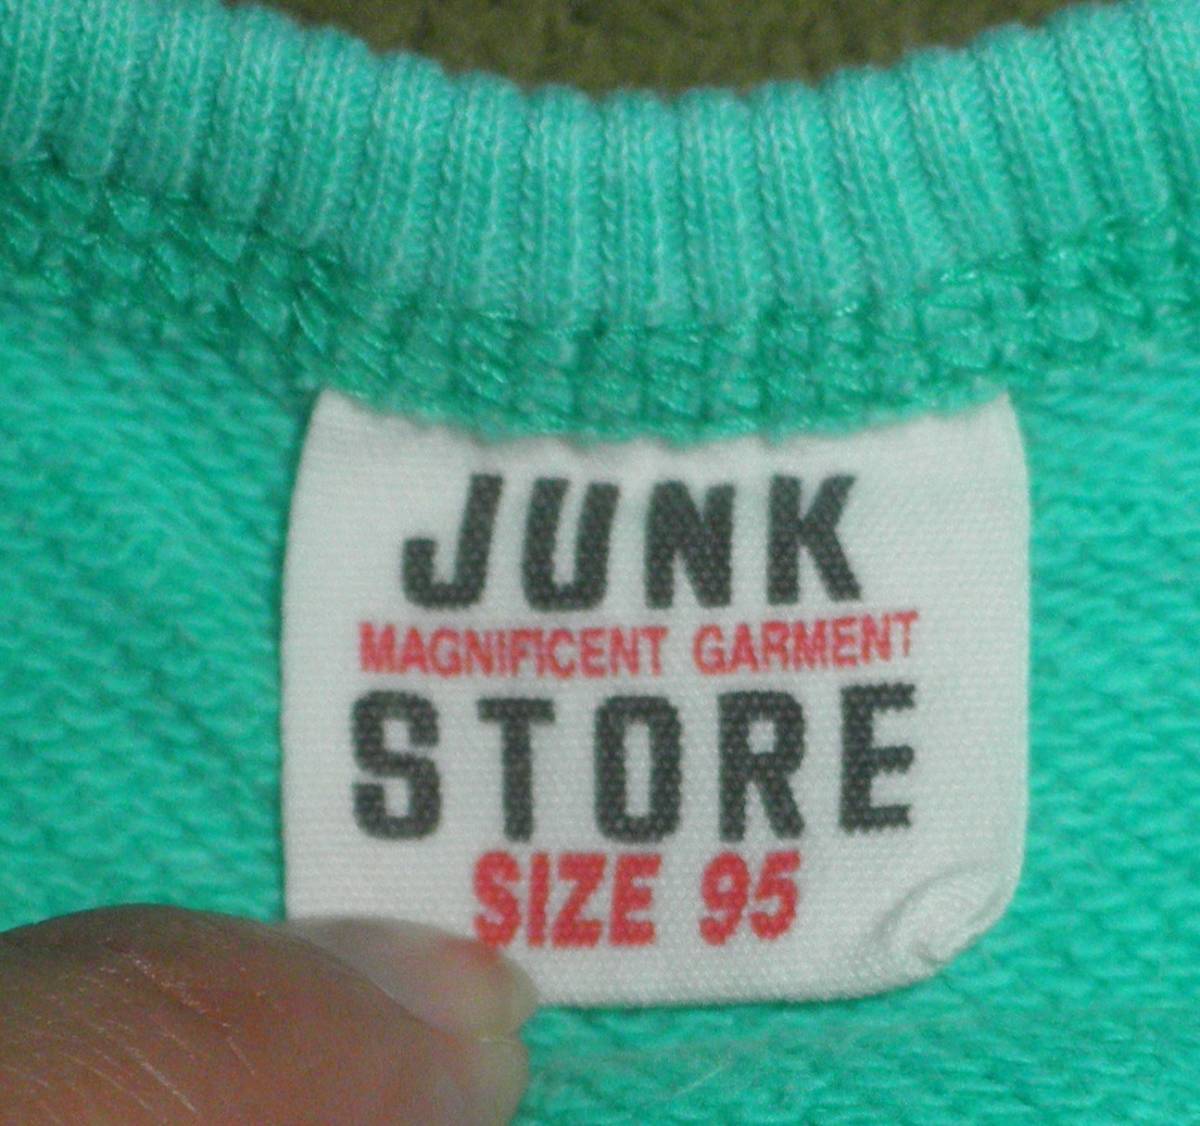 JUNK
MAGNIFICENT GARMENT
STORE
SIZE 95